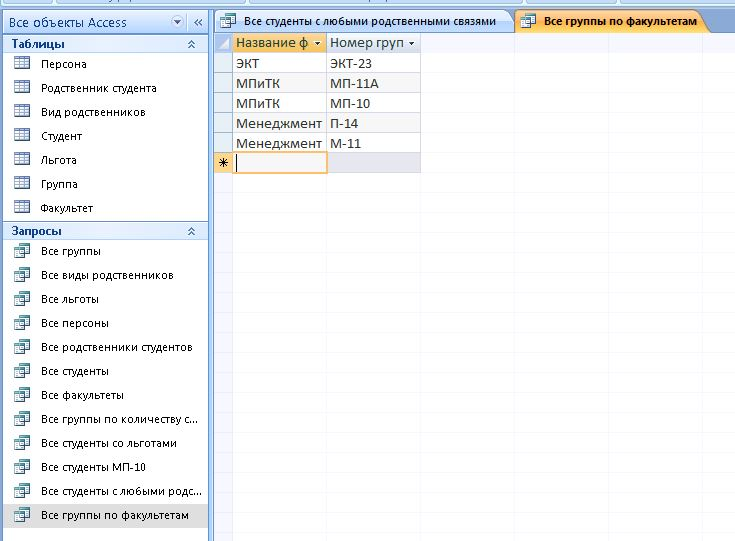 Все объекты Access
Таблицы
Персона
Родственник студента
Вид родственников
Студент
Льгота
Группа
Факультет
Запросы
Все группы
Все виды родственников
Все льготы
Все персоны
Все родственники студентов
Все студенты
Все факультеты
Все группы по количеству с...
Все студенты со льготами
Все студенты МП-10
Все студенты с любыми родс...
Все группы по факультетам
Все студенты с любыми родственными связями
Все группы по факультетам
Название ф Номер груп
ЭКТ ЭКТ-23
МПиТК МП-11А
МПиТК МП-10
Менеджмент П-14
Менеджмент М-11